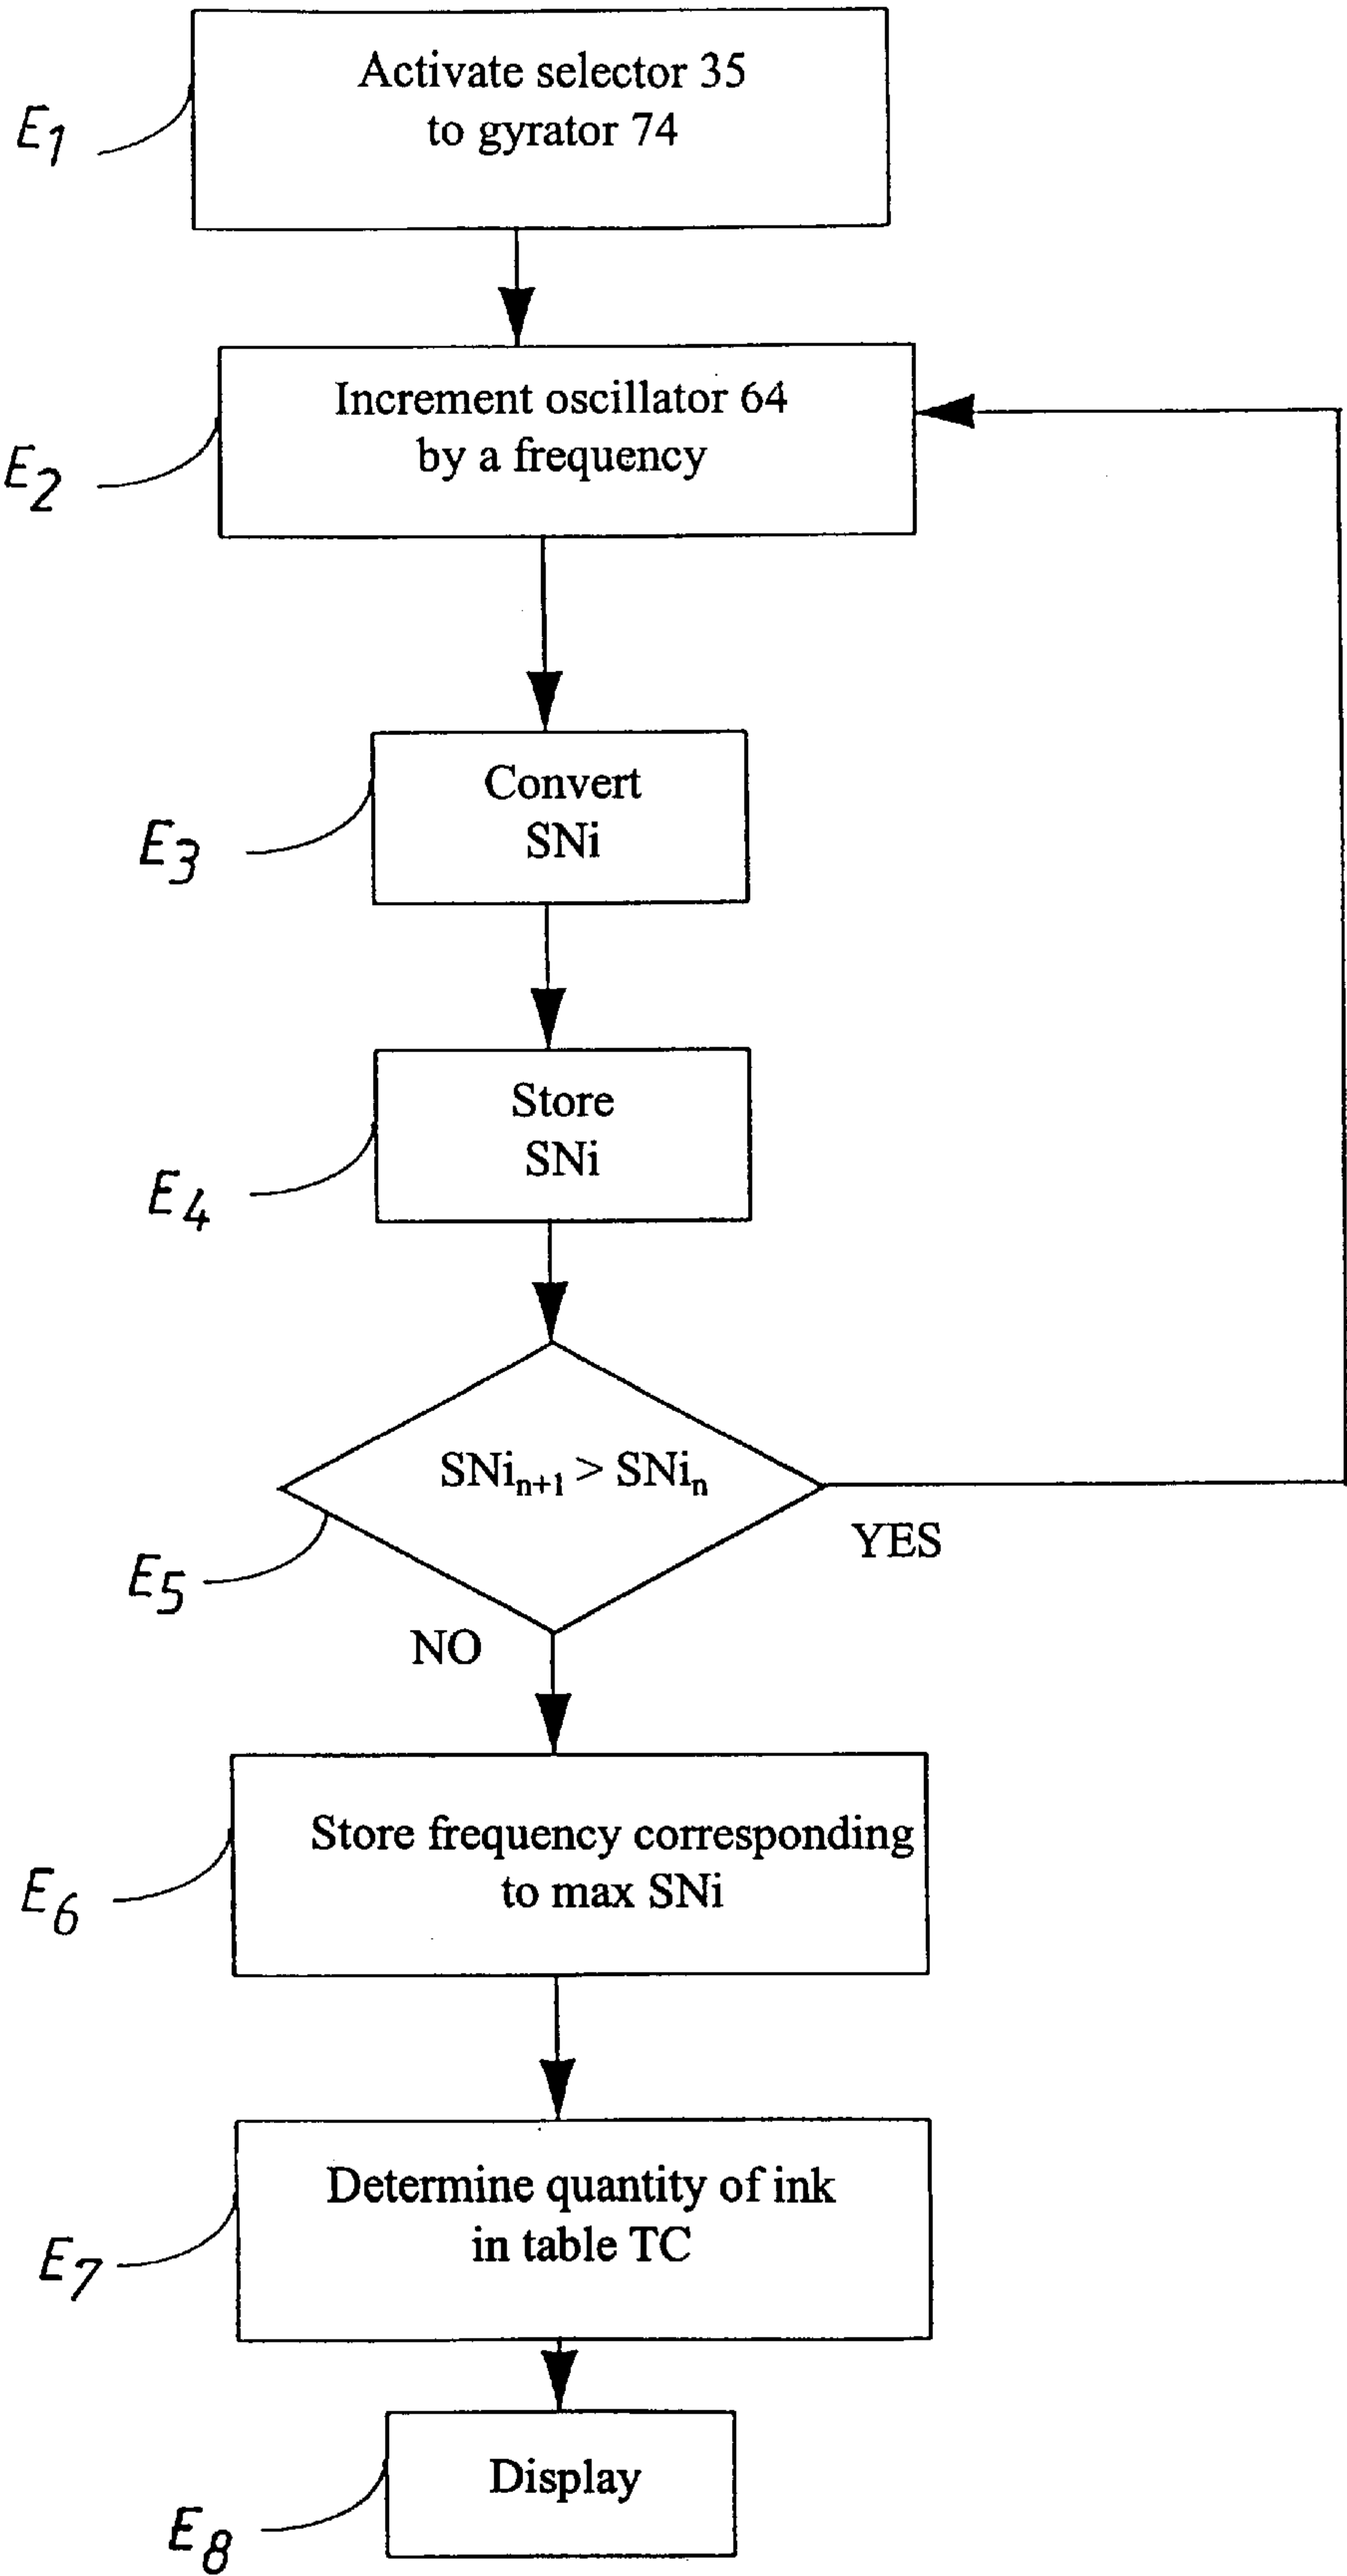 Activate selector 35
to gyrator 74
E1
Increment oscillator 64
by a frequency
E2
Convert
SNi
E3
Store
SNi
E4
SNiₙ₊₁ > SNiₙ
YES
E5
NO
Store frequency corresponding
to max SNi
E6
Determine quantity of ink
in table TC
E7
Display
E8